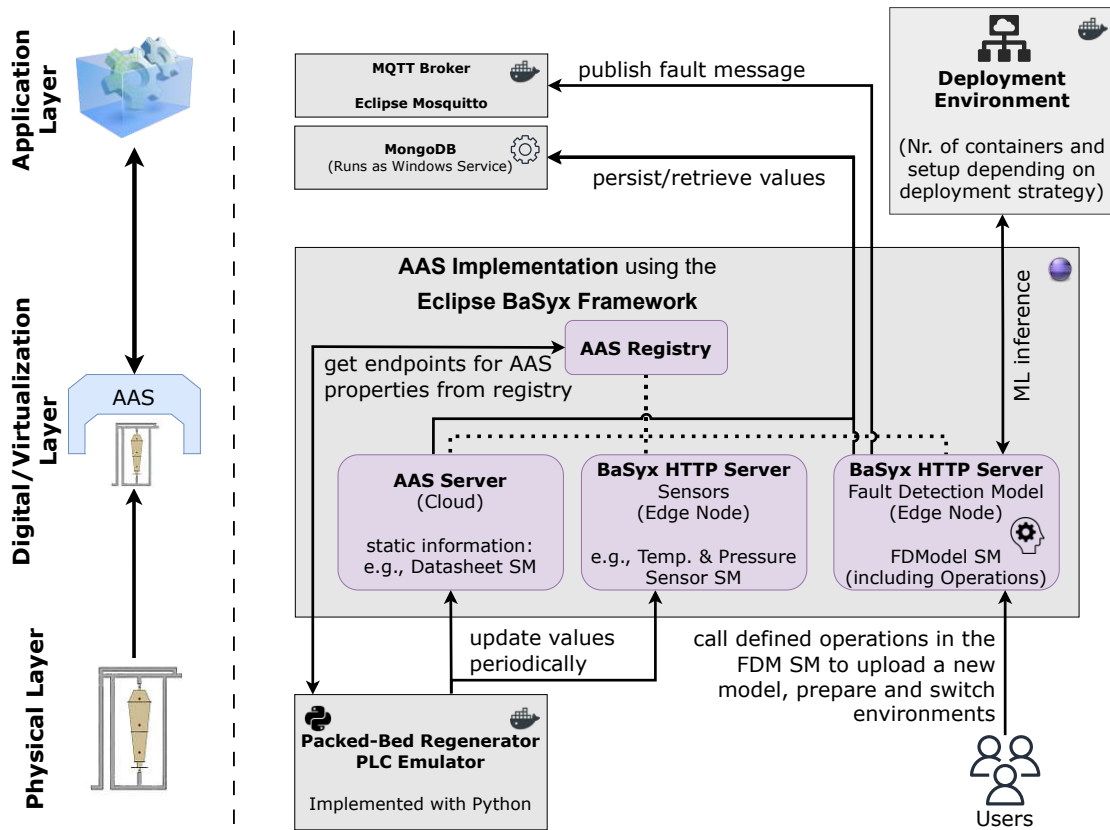 Application
Layer
Digital/Virtualization
Layer
Physical Layer
AAS
MQTT Broker
Eclipse Mosquitto
MongoDB
(Runs as Windows Service)
publish fault message
persist/retrieve values
Deployment
Environment
(Nr. of containers and
setup depending on
deployment strategy)
ML inference
AAS Implementation using the
Eclipse BaSyx Framework
AAS Registry
get endpoints for AAS
properties from registry
AAS Server
(Cloud)
static information:
e.g., Datasheet SM
BaSyx HTTP Server
Sensors
(Edge Node)
e.g., Temp. & Pressure
Sensor SM
BaSyx HTTP Server
Fault Detection Model
(Edge Node)
FDModel SM
(including Operations)
update values
periodically
call defined operations in the
FDM SM to upload a new
model, prepare and switch
environments
Packed-Bed Regenerator
PLC Emulator
Implemented with Python
Users